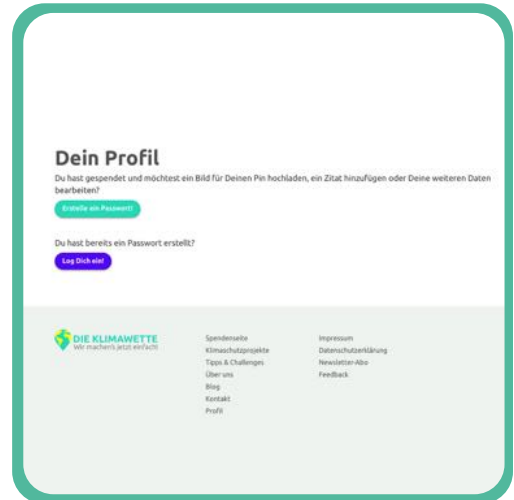 Dein Profil
Du hast gespendet und möchtest ein Bild für Deinen Pin hochladen, ein Zitat hinzufügen oder Deine weiteren Daten
bearbeiten?
Erstelle ein Passwort!
Du hast bereits ein Passwort erstellt?
Log Dich ein!
DIE KLIMAWETTE
Wir machen's jetzt einfach!
Spendenseite
Klimaschutzprojekte
Tipps & Challenges
Über uns
Blog
Kontakt
Profil
Impressum
Datenschutzerklärung
Newsletter-Abo
Feedback